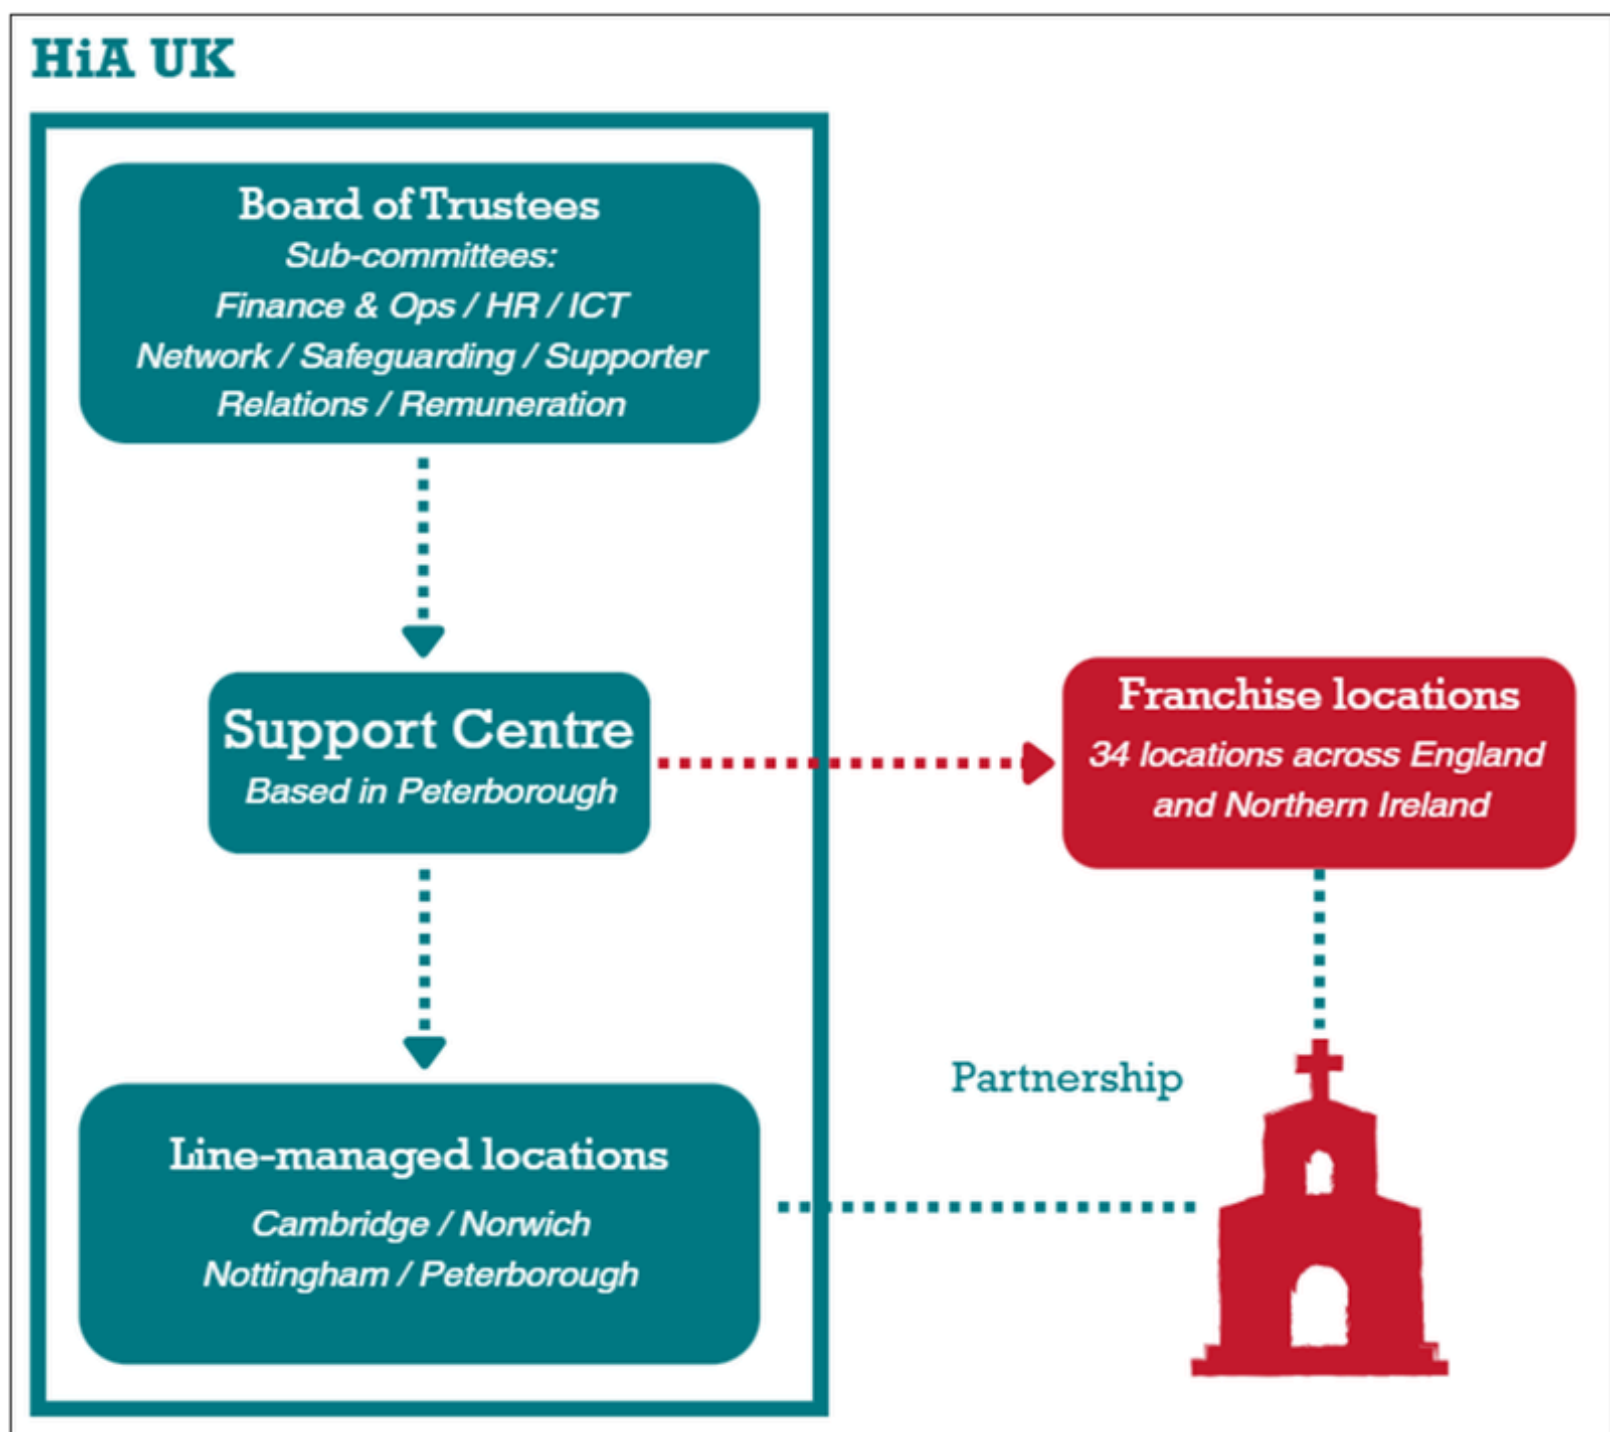 HiA UK
Board of Trustees
Sub-committees:
Finance & Ops / HR / ICT
Network / Safeguarding / Supporter
Relations / Remuneration
Support Centre
Based in Peterborough
Franchise locations
34 locations across England
and Northern Ireland
Partnership
Line-managed locations
Cambridge / Norwich
Nottingham / Peterborough